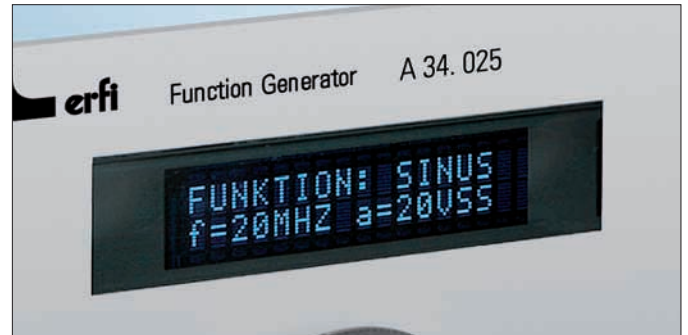 erfi Function Generator A 34. 025
FUNKTION: SINUS
f=20MHZ a=20VSS